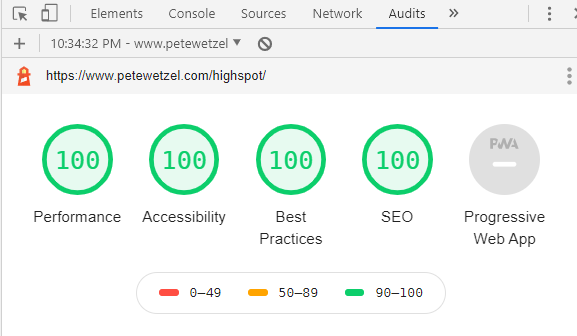 Elements Console Sources Network Audits »
10:34:32 PM - www.petewetzel
https://www.petewetzel.com/highspot/
100 100 100 100 PWA
Performance Accessibility Best Practices SEO Progressive Web App
0–49 50–89 90–100